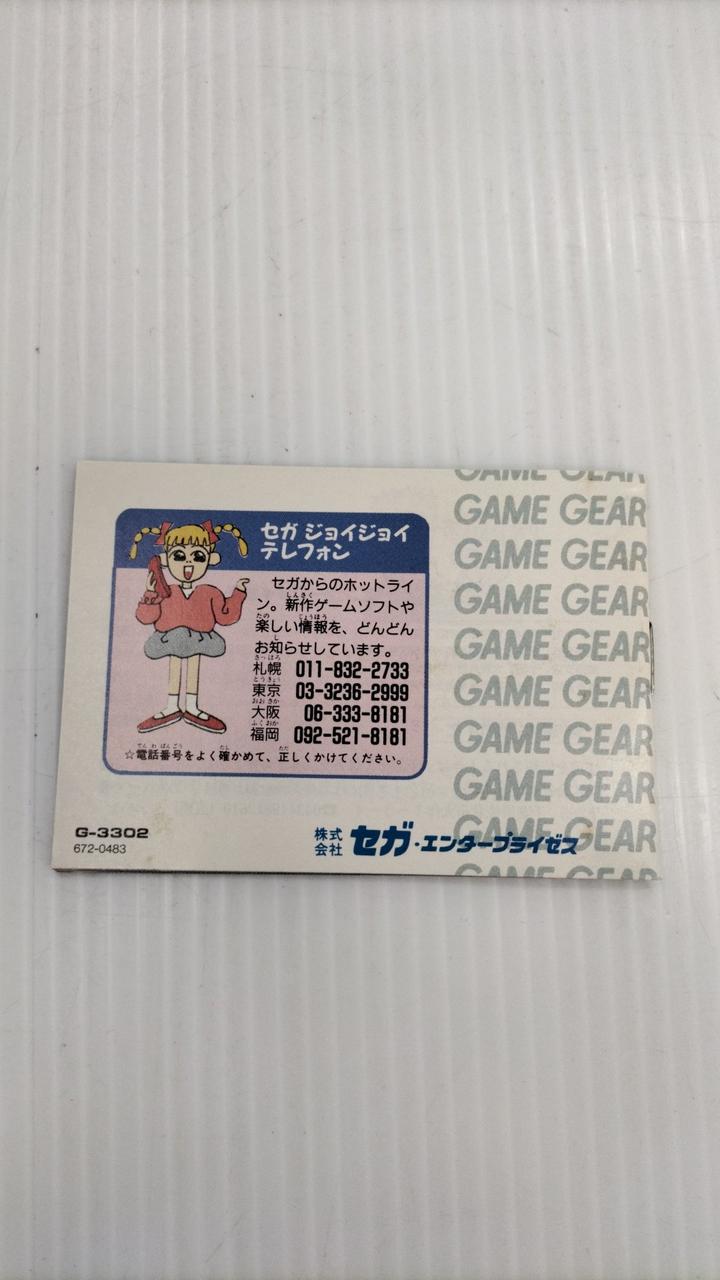 セガ ジョイジョイ
テレフォン
セガからのホットライ
ン。新作ゲームソフトや
楽しい情報を、どんどん
お知らせしています。
札幌 011-832-2733
東京 03-3236-2999
大阪 06-333-8181
福岡 092-521-8181
☆電話番号をよく確かめて、正しくかけてください。
G-3302
672-0483
株式
会社 セガ・エンタープライゼス
GAME GEAR
GAME GEAR
GAME GEAR
GAME GEAR
GAME GEAR
GAME GEAR
GAME GEAR
GAME GEAR
GAME GEAR
GAME GEAR